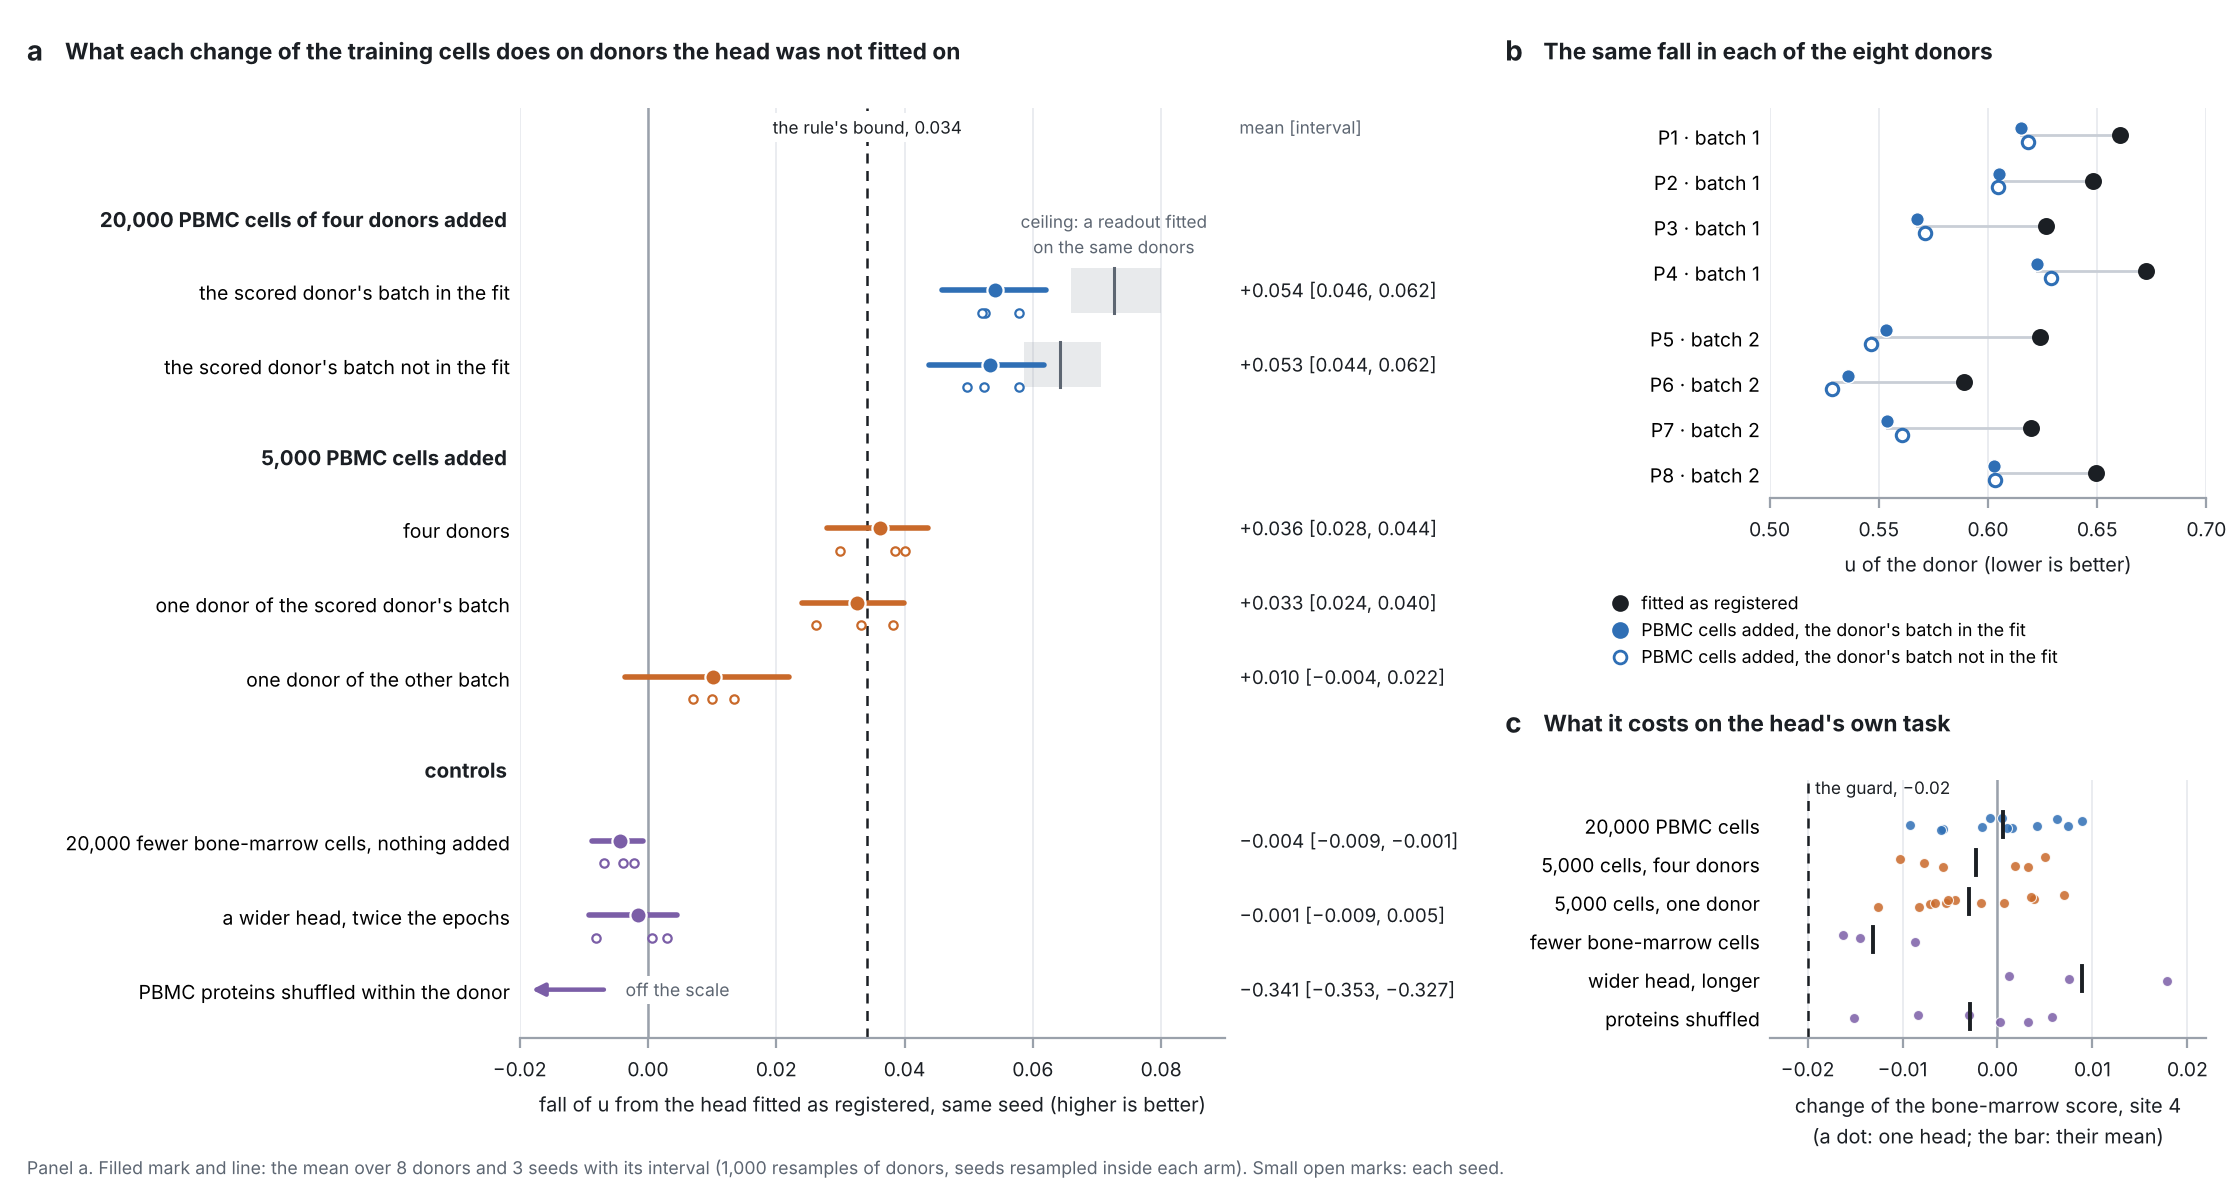 a What each change of the training cells does on donors the head was not fitted on
the rule's bound, 0.034
mean [interval]
20,000 PBMC cells of four donors added
ceiling: a readout fitted
on the same donors
the scored donor's batch in the fit
+0.054 [0.046, 0.062]
the scored donor's batch not in the fit
+0.053 [0.044, 0.062]
5,000 PBMC cells added
four donors
+0.036 [0.028, 0.044]
one donor of the scored donor's batch
+0.033 [0.024, 0.040]
one donor of the other batch
+0.010 [−0.004, 0.022]
controls
20,000 fewer bone-marrow cells, nothing added
−0.004 [−0.009, −0.001]
a wider head, twice the epochs
−0.001 [−0.009, 0.005]
PBMC proteins shuffled within the donor
off the scale
−0.341 [−0.353, −0.327]
−0.02 0.00 0.02 0.04 0.06 0.08
fall of u from the head fitted as registered, same seed (higher is better)
Panel a. Filled mark and line: the mean over 8 donors and 3 seeds with its interval (1,000 resamples of donors, seeds resampled inside each arm). Small open marks: each seed.
b The same fall in each of the eight donors
P1 · batch 1
P2 · batch 1
P3 · batch 1
P4 · batch 1
P5 · batch 2
P6 · batch 2
P7 · batch 2
P8 · batch 2
0.50 0.55 0.60 0.65 0.70
u of the donor (lower is better)
fitted as registered
PBMC cells added, the donor's batch in the fit
PBMC cells added, the donor's batch not in the fit
c What it costs on the head's own task
the guard, −0.02
20,000 PBMC cells
5,000 cells, four donors
5,000 cells, one donor
fewer bone-marrow cells
wider head, longer
proteins shuffled
−0.02 −0.01 0.00 0.01 0.02
change of the bone-marrow score, site 4
(a dot: one head; the bar: their mean)